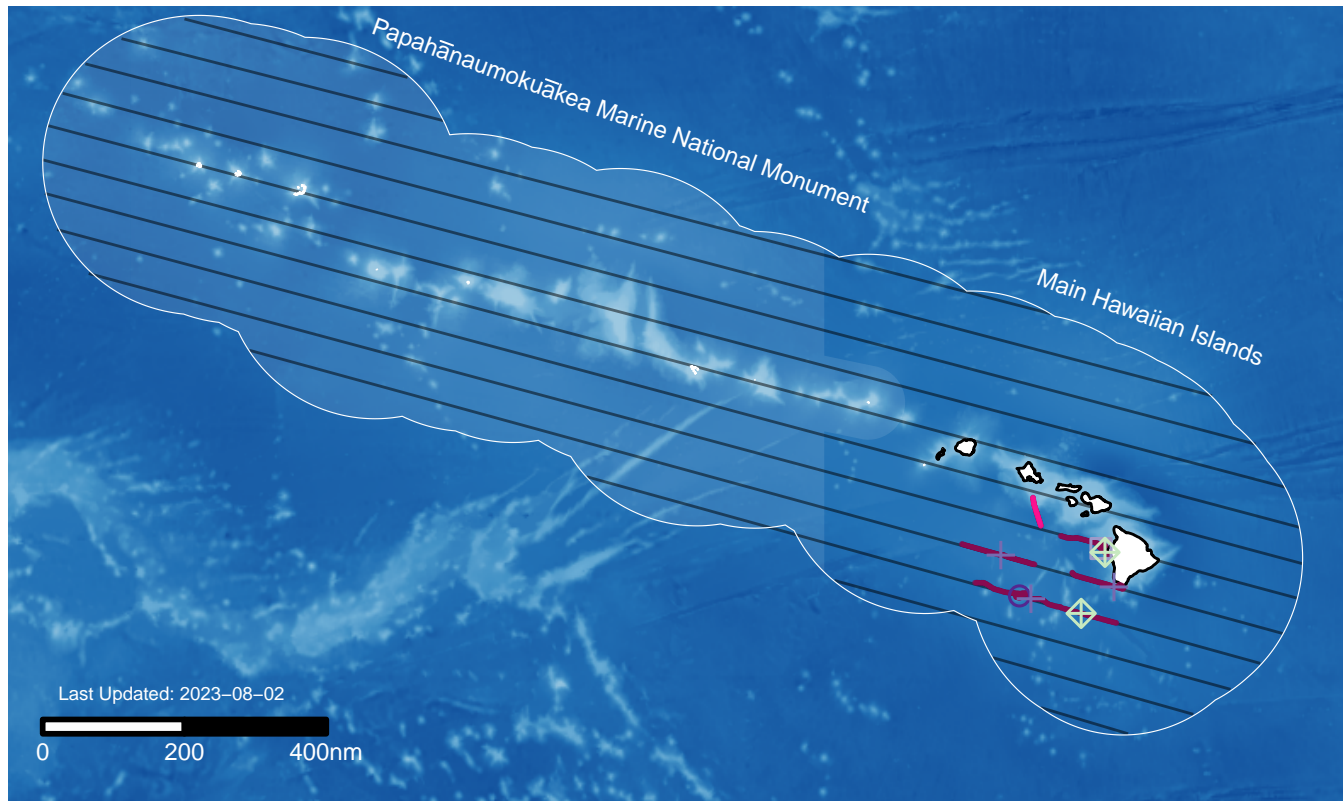 Papahānaumokuākea Marine National Monument
Main Hawaiian Islands
Last Updated: 2023−08−02
0 200 400nm